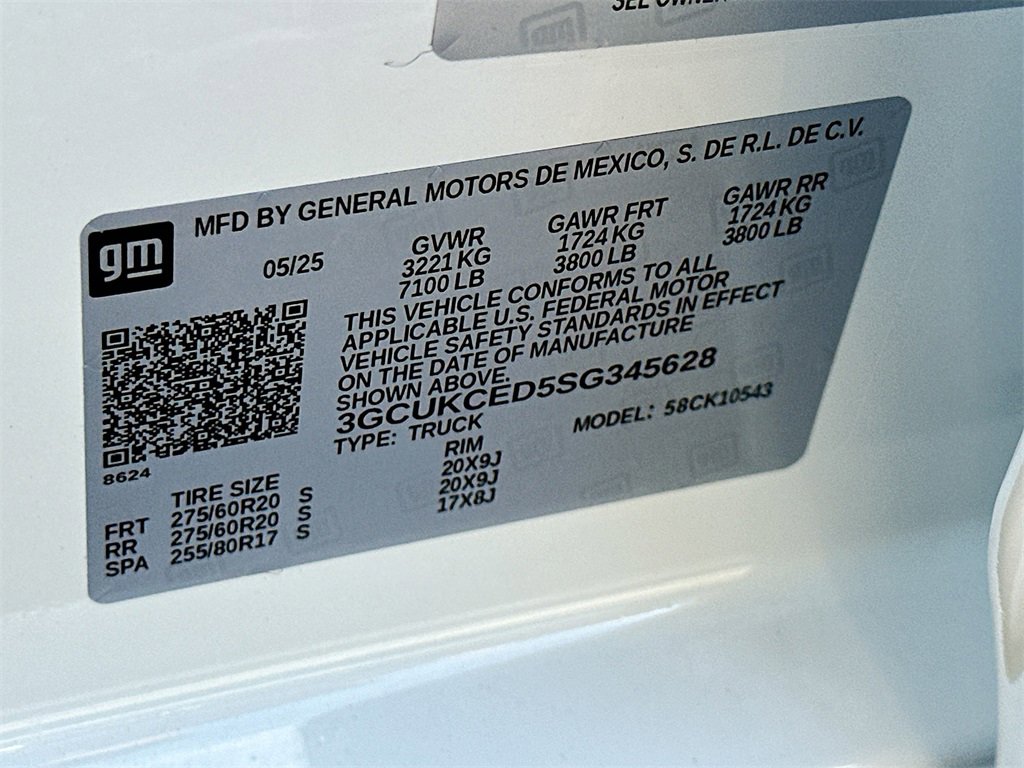 SEE OWNER
MFD BY GENERAL MOTORS DE MEXICO, S. DE R.L. DE C.V.
gm
05/25
GVWR
3221 KG
7100 LB
GAWR FRT
1724 KG
3800 LB
GAWR RR
1724 KG
3800 LB
THIS VEHICLE CONFORMS TO ALL
APPLICABLE U.S. FEDERAL MOTOR
VEHICLE SAFETY STANDARDS IN EFFECT
ON THE DATE OF MANUFACTURE
SHOWN ABOVE.
3GCUKCED5SG345628
TYPE: TRUCK
MODEL: 58CK10543
8624
TIRE SIZE RIM
FRT 275/60R20 S 20X9J
RR 275/60R20 S 20X9J
SPA 255/80R17 S 17X8J